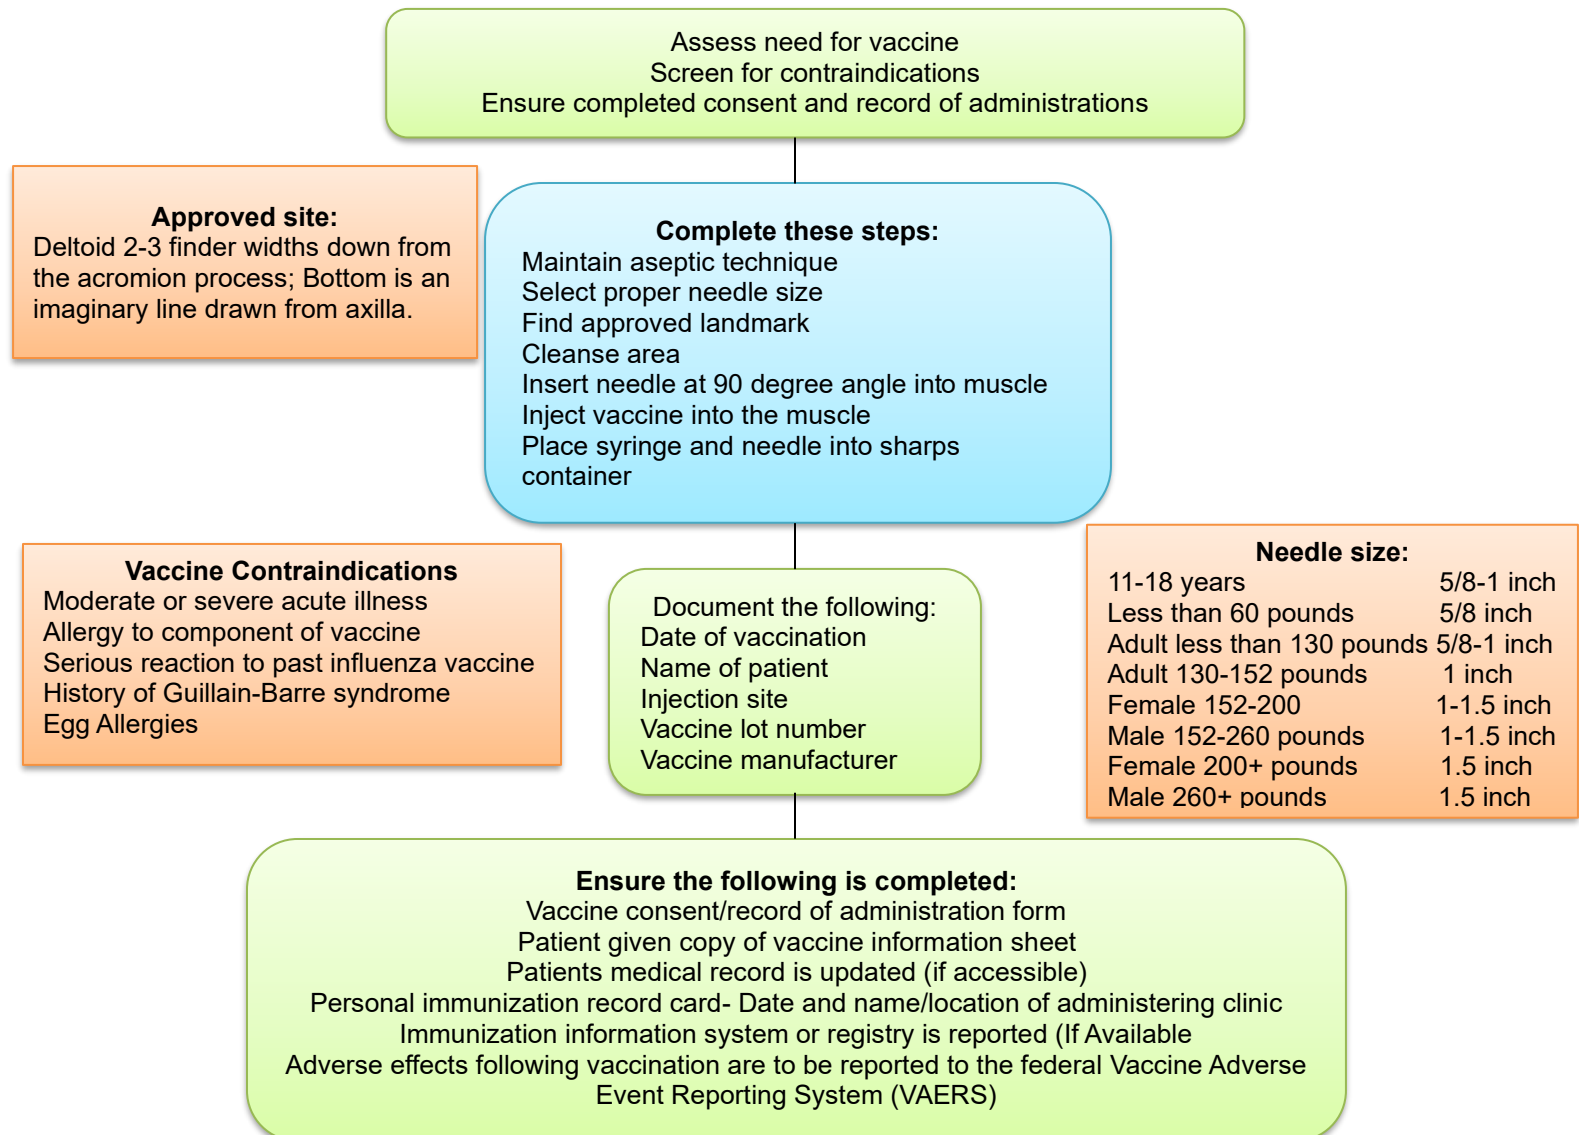 Assess need for vaccine
Screen for contraindications
Ensure completed consent and record of administrations
Approved site:
Deltoid 2-3 finder widths down from
the acromion process; Bottom is an
imaginary line drawn from axilla.
Complete these steps:
Maintain aseptic technique
Select proper needle size
Find approved landmark
Cleanse area
Insert needle at 90 degree angle into muscle
Inject vaccine into the muscle
Place syringe and needle into sharps
container
Vaccine Contraindications
Moderate or severe acute illness
Allergy to component of vaccine
Serious reaction to past influenza vaccine
History of Guillain-Barre syndrome
Egg Allergies
Document the following:
Date of vaccination
Name of patient
Injection site
Vaccine lot number
Vaccine manufacturer
Needle size:
11-18 years 5/8-1 inch
Less than 60 pounds 5/8 inch
Adult less than 130 pounds 5/8-1 inch
Adult 130-152 pounds 1 inch
Female 152-200 1-1.5 inch
Male 152-260 pounds 1-1.5 inch
Female 200+ pounds 1.5 inch
Male 260+ pounds 1.5 inch
Ensure the following is completed:
Vaccine consent/record of administration form
Patient given copy of vaccine information sheet
Patients medical record is updated (if accessible)
Personal immunization record card- Date and name/location of administering clinic
Immunization information system or registry is reported (If Available
Adverse effects following vaccination are to be reported to the federal Vaccine Adverse
Event Reporting System (VAERS)